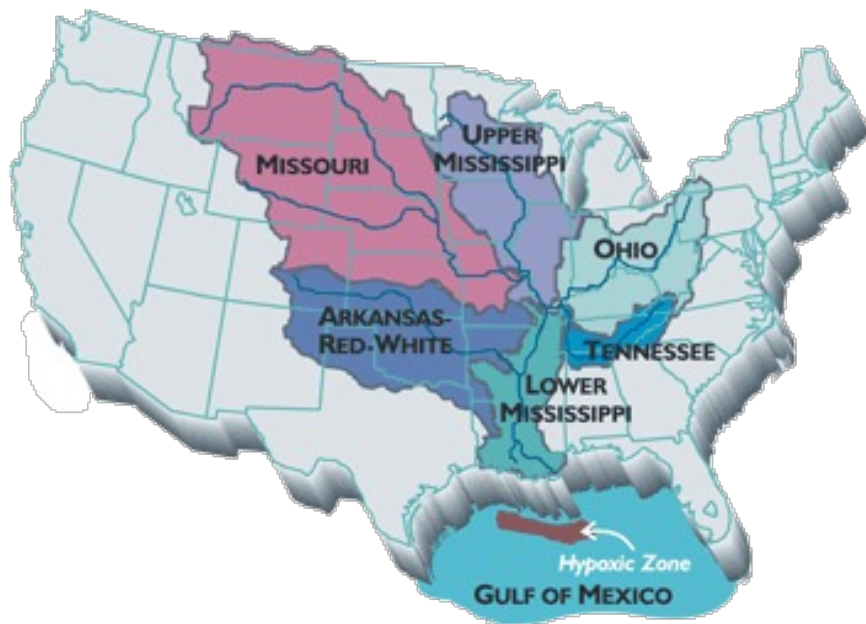 UPPER
MISSISSIPPI
MISSOURI
OHIO
ARKANSAS-
RED-WHITE
TENNESSEE
LOWER
MISSISSIPPI
Hypoxic Zone
GULF OF MEXICO